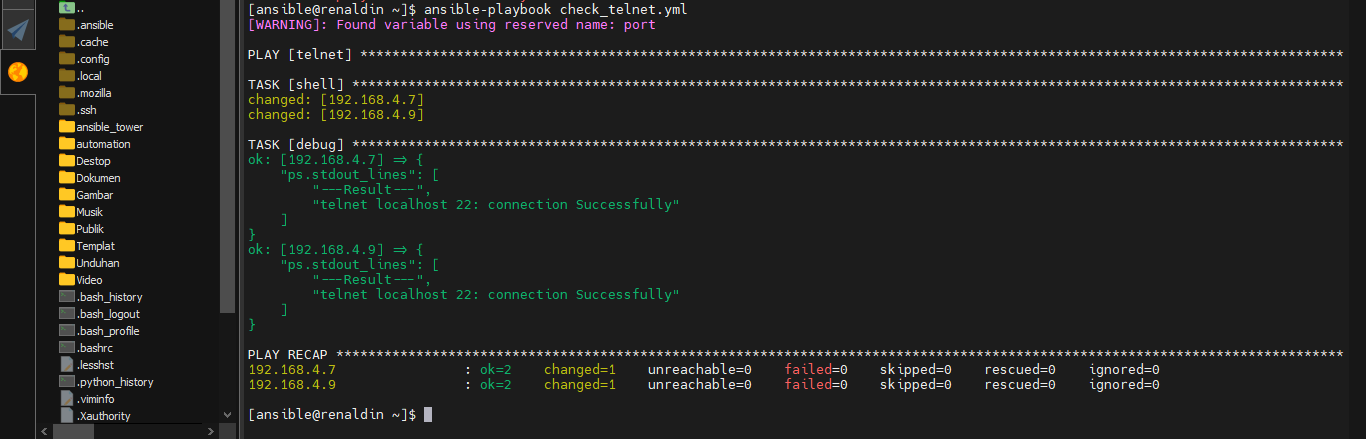 ..
.ansible
.cache
.config
.local
.mozilla
.ssh
ansible_tower
automation
Destop
Dokumen
Gambar
Musik
Publik
Templat
Unduhan
Video
.bash_history
.bash_logout
.bash_profile
.bashrc
.lesshst
.python_history
.viminfo
.Xauthority
[ansible@renaldin ~]$ ansible-playbook check_telnet.yml
[WARNING]: Found variable using reserved name: port
PLAY [telnet] ***************************************************************************************************************************
TASK [shell] ****************************************************************************************************************************
changed: [192.168.4.7]
changed: [192.168.4.9]
TASK [debug] ****************************************************************************************************************************
ok: [192.168.4.7] => {
    "ps.stdout_lines": [
        "---Result---",
        "telnet localhost 22: connection Successfully"
    ]
}
ok: [192.168.4.9] => {
    "ps.stdout_lines": [
        "---Result---",
        "telnet localhost 22: connection Successfully"
    ]
}
PLAY RECAP ******************************************************************************************************************************
192.168.4.7                : ok=2    changed=1    unreachable=0    failed=0    skipped=0    rescued=0    ignored=0
192.168.4.9                : ok=2    changed=1    unreachable=0    failed=0    skipped=0    rescued=0    ignored=0
[ansible@renaldin ~]$